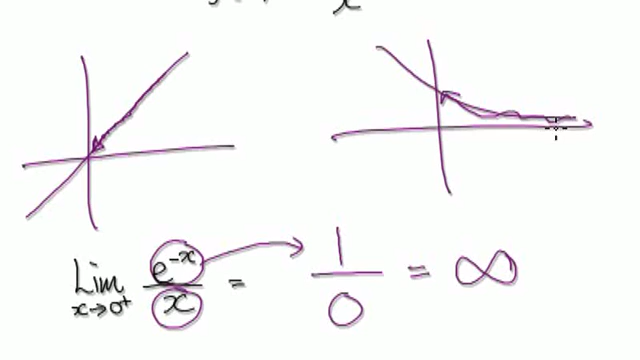 x
Lim x→0⁺ e^{-x}/x = 1/0 = ∞